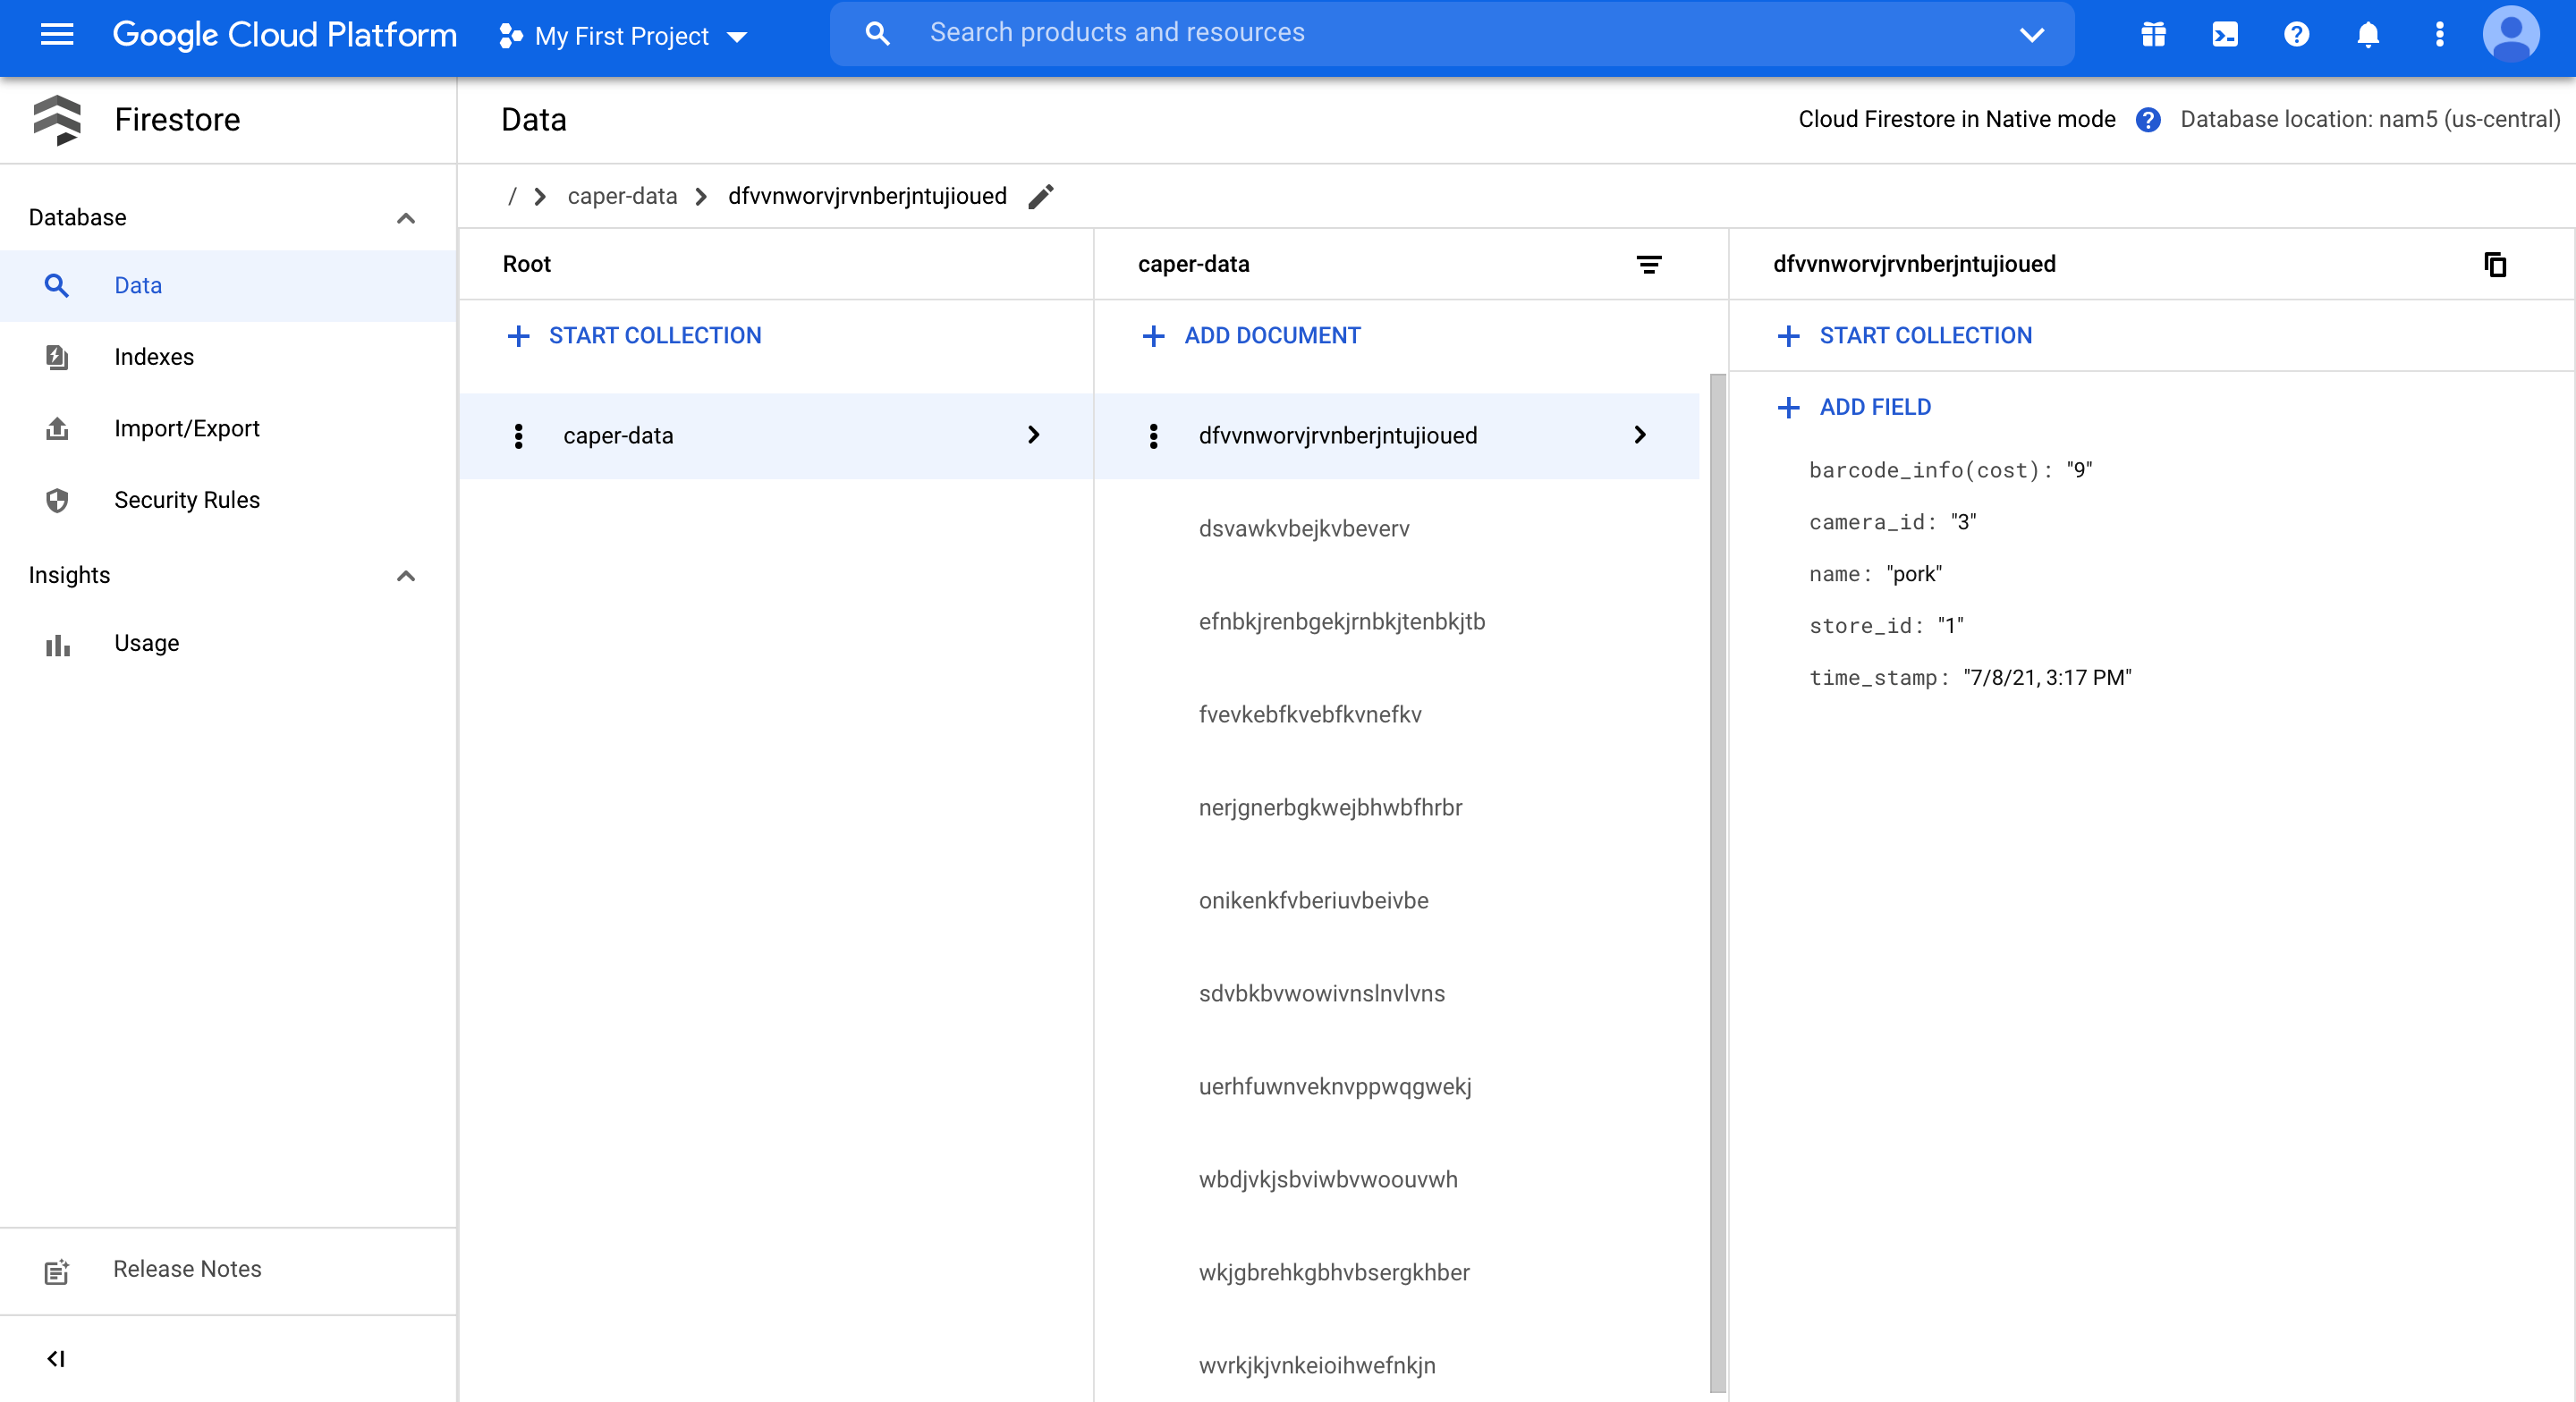 Google Cloud Platform
My First Project
Search products and resources
Firestore
Data
Cloud Firestore in Native mode
Database location: nam5 (us-central)
Database
Data
Indexes
Import/Export
Security Rules
Insights
Usage
Release Notes
/ caper-data dfvvnworvjrvnberjntujioued
Root
START COLLECTION
caper-data
caper-data
ADD DOCUMENT
dfvvnworvjrvnberjntujioued
dsvawkvbejkvbeverv
efnbkjrenbgekjrnbkjtenbkjtb
fvevkebfkvebfkvnefkv
nerjgnerbgkwejbhwbfhrbr
onikenkfvberiuvbeivbe
sdvbkbvwowivnslnvlvns
uerhfuwnveknvppwqgwekj
wbdjvkjsbviwbvwoouvwh
wkjgbrehkgbhvbsergkhber
wvrkjkjvnkeioihwefnkjn
dfvvnworvjrvnberjntujioued
START COLLECTION
ADD FIELD
barcode_info(cost): "9"
camera_id: "3"
name: "pork"
store_id: "1"
time_stamp: "7/8/21, 3:17 PM"